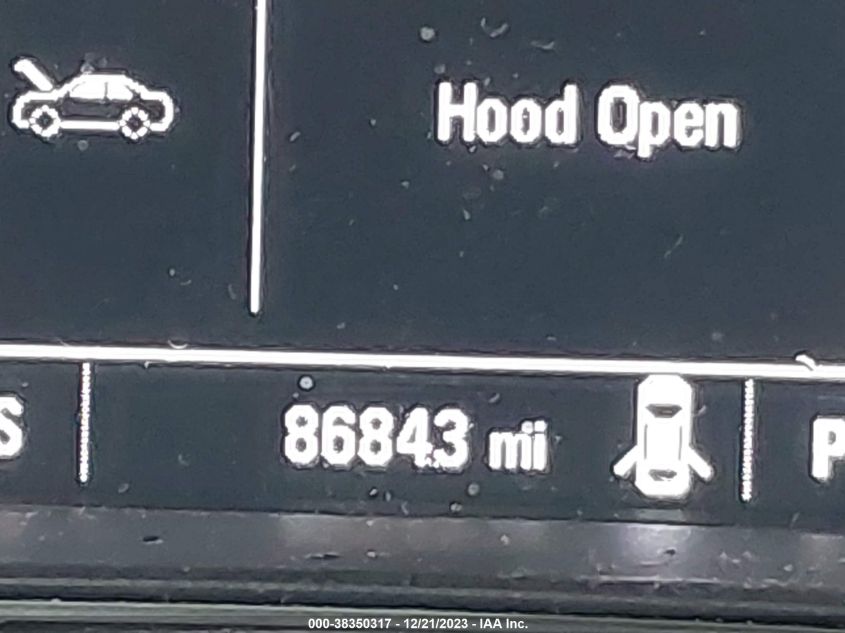 Hood Open
S
86843 mi
P
000-38350317 - 12/21/2023 - IAA Inc.